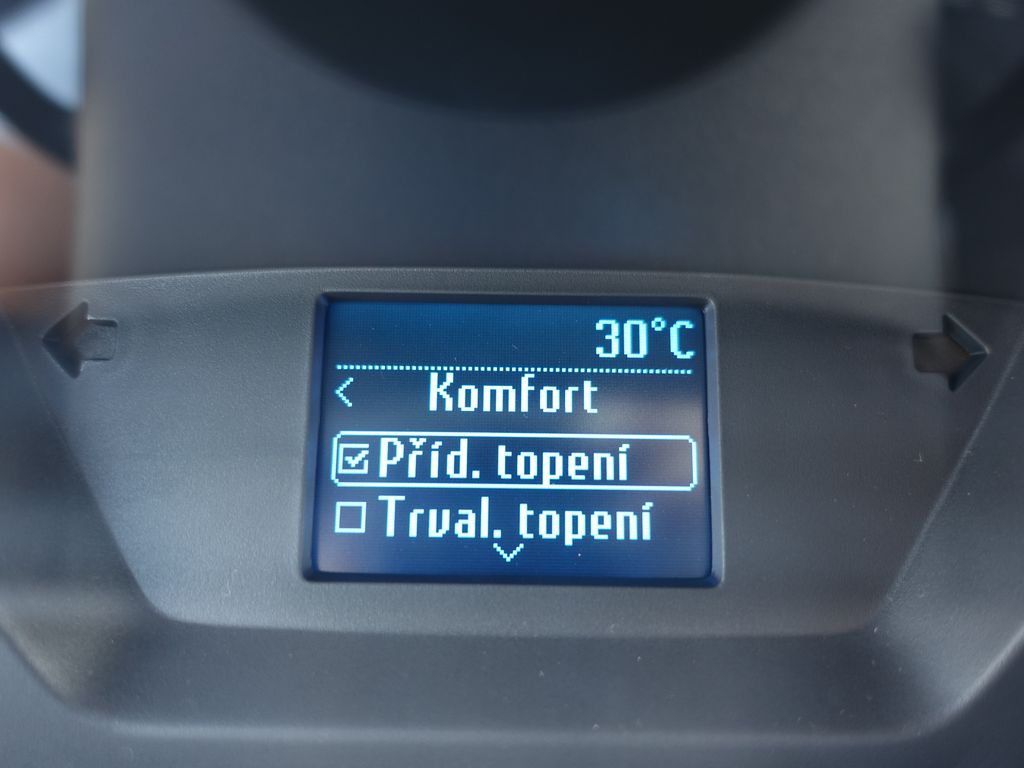 30°C
Komfort
Příd. topení
Trval. topení